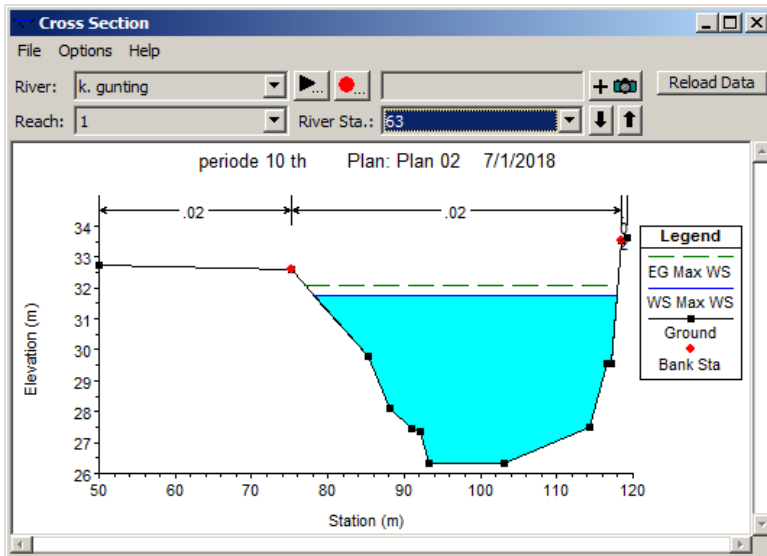 Cross Section
File Options Help
River: k. gunting Reload Data
Reach: 1 River Sta.: 63
periode 10 th Plan: Plan 02 7/1/2018
.02 .02
34
33
32
31
30
29
28
27
26
Elevation (m)
50 60 70 80 90 100 110 120
Station (m)
Legend
EG Max WS
WS Max WS
Ground
Bank Sta